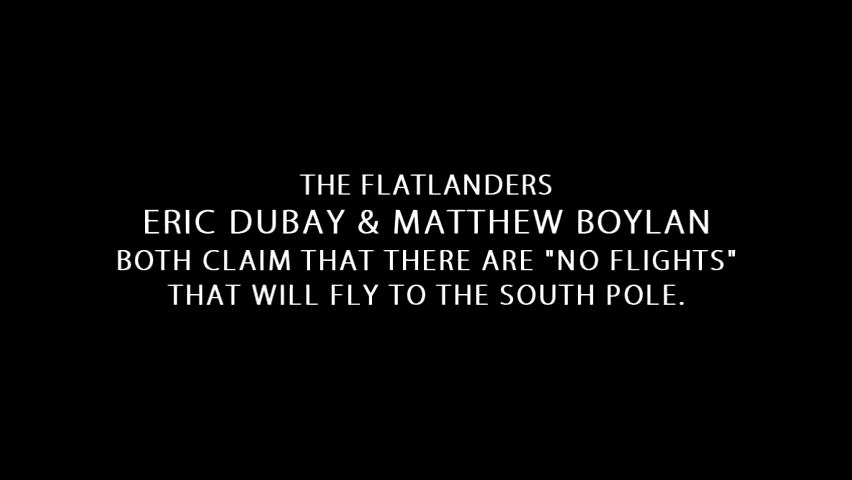 THE FLATLANDERS
ERIC DUBAY & MATTHEW BOYLAN
BOTH CLAIM THAT THERE ARE "NO FLIGHTS"
THAT WILL FLY TO THE SOUTH POLE.